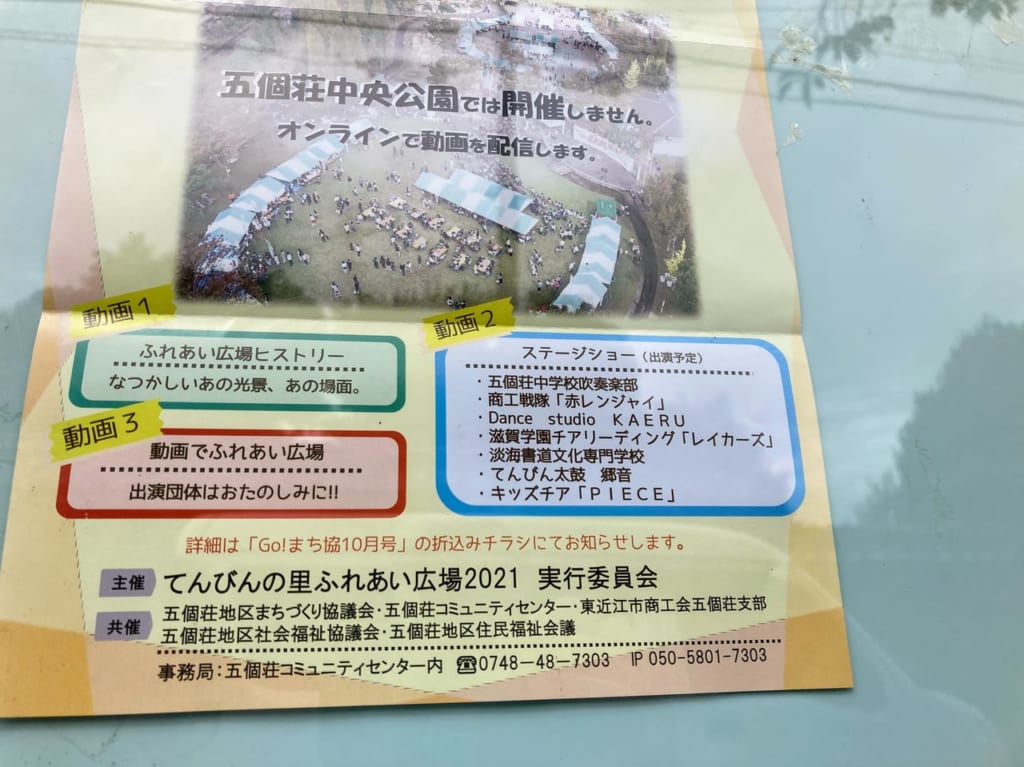 五個荘中央公園では開催しません。
オンラインで動画を配信します。
動画1
ふれあい広場ヒストリー
なつかしいあの光景、あの場面。
動画2
ステージショー（出演予定）
・五個荘中学校吹奏楽部
・商工戦隊「赤レンジャイ」
・Dance studio KAERU
・滋賀学園チアリーディング「レイカーズ」
・淡海書道文化専門学校
・てんびん太鼓 郷音
・キッズチア「PIECE」
動画3
動画でふれあい広場
出演団体はおたのしみに!!
詳細は「Go!まち協10月号」の折込みチラシにてお知らせします。
主催 てんびんの里ふれあい広場2021 実行委員会
共催 五個荘地区まちづくり協議会・五個荘コミュニティセンター・東近江市商工会五個荘支部
五個荘地区社会福祉協議会・五個荘地区住民福祉会議
事務局：五個荘コミュニティセンター内 ☎0748-48-7303 IP 050-5801-7303